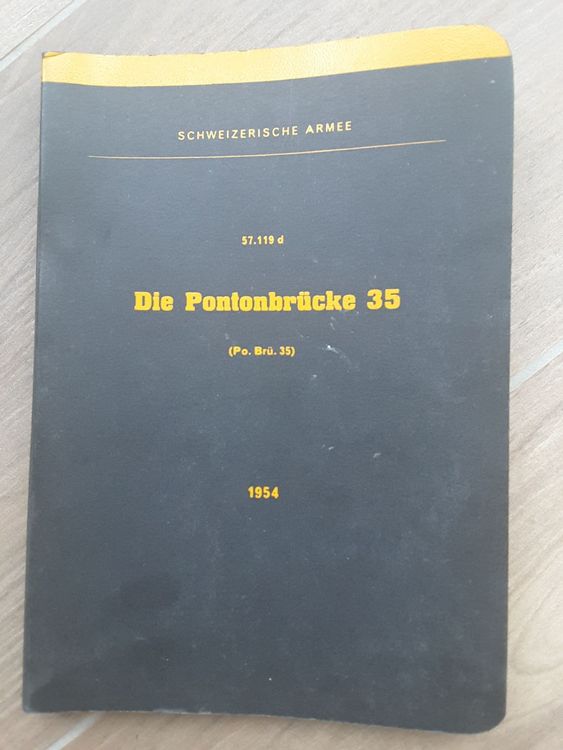 SCHWEIZERISCHE ARMEE
57.119 d
Die Pontonbrücke 35
(Po. Brü. 35)
1954